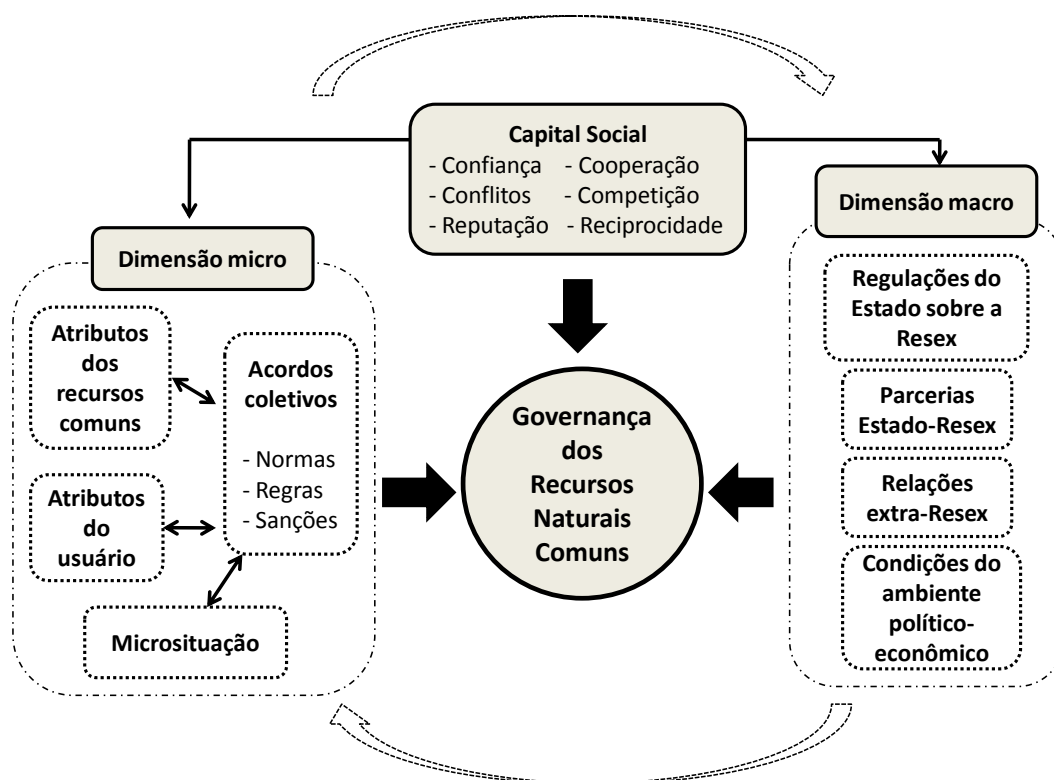 Capital Social
- Confiança - Cooperação
- Conflitos - Competição
- Reputação - Reciprocidade
Dimensão micro
Atributos
dos
recursos
comuns
Acordos
coletivos
- Normas
- Regras
- Sanções
Atributos
do
usuário
Microsituação
Governança
dos
Recursos
Naturais
Comuns
Dimensão macro
Regulações do
Estado sobre a
Resex
Parcerias
Estado-Resex
Relações
extra-Resex
Condições do
ambiente
político-
econômico